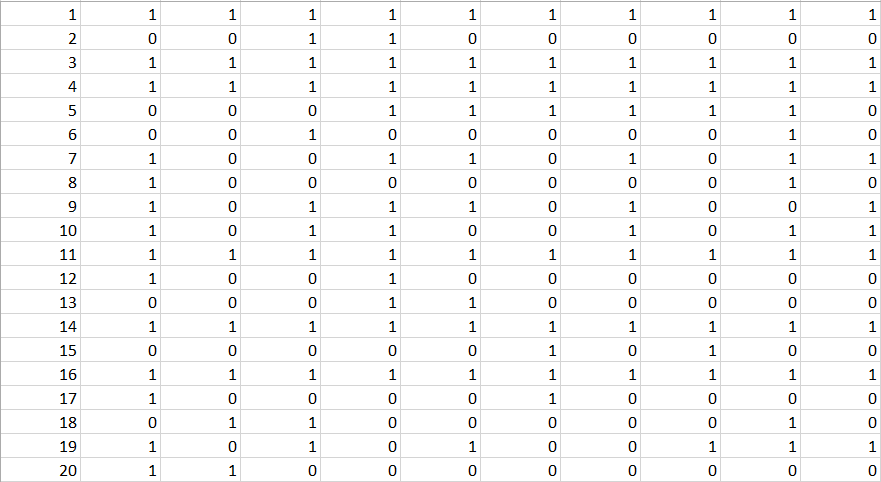 1 1 1 1 1 1 1 1 1 1 1
2 0 0 1 1 0 0 0 0 0 0
3 1 1 1 1 1 1 1 1 1 1
4 1 1 1 1 1 1 1 1 1 1
5 0 0 0 1 1 1 1 1 1 0
6 0 0 1 0 0 0 0 0 1 0
7 1 0 0 1 1 0 1 0 1 1
8 1 0 0 0 0 0 0 0 1 0
9 1 0 1 1 1 0 1 0 0 1
10 1 0 1 1 0 0 1 0 1 1
11 1 1 1 1 1 1 1 1 1 1
12 1 0 0 1 0 0 0 0 0 0
13 0 0 0 1 1 0 0 0 0 0
14 1 1 1 1 1 1 1 1 1 1
15 0 0 0 0 0 1 0 1 0 0
16 1 1 1 1 1 1 1 1 1 1
17 1 0 0 0 0 1 0 0 0 0
18 0 1 1 0 0 0 0 0 1 0
19 1 0 1 0 1 0 0 1 1 1
20 1 1 0 0 0 0 0 0 0 0